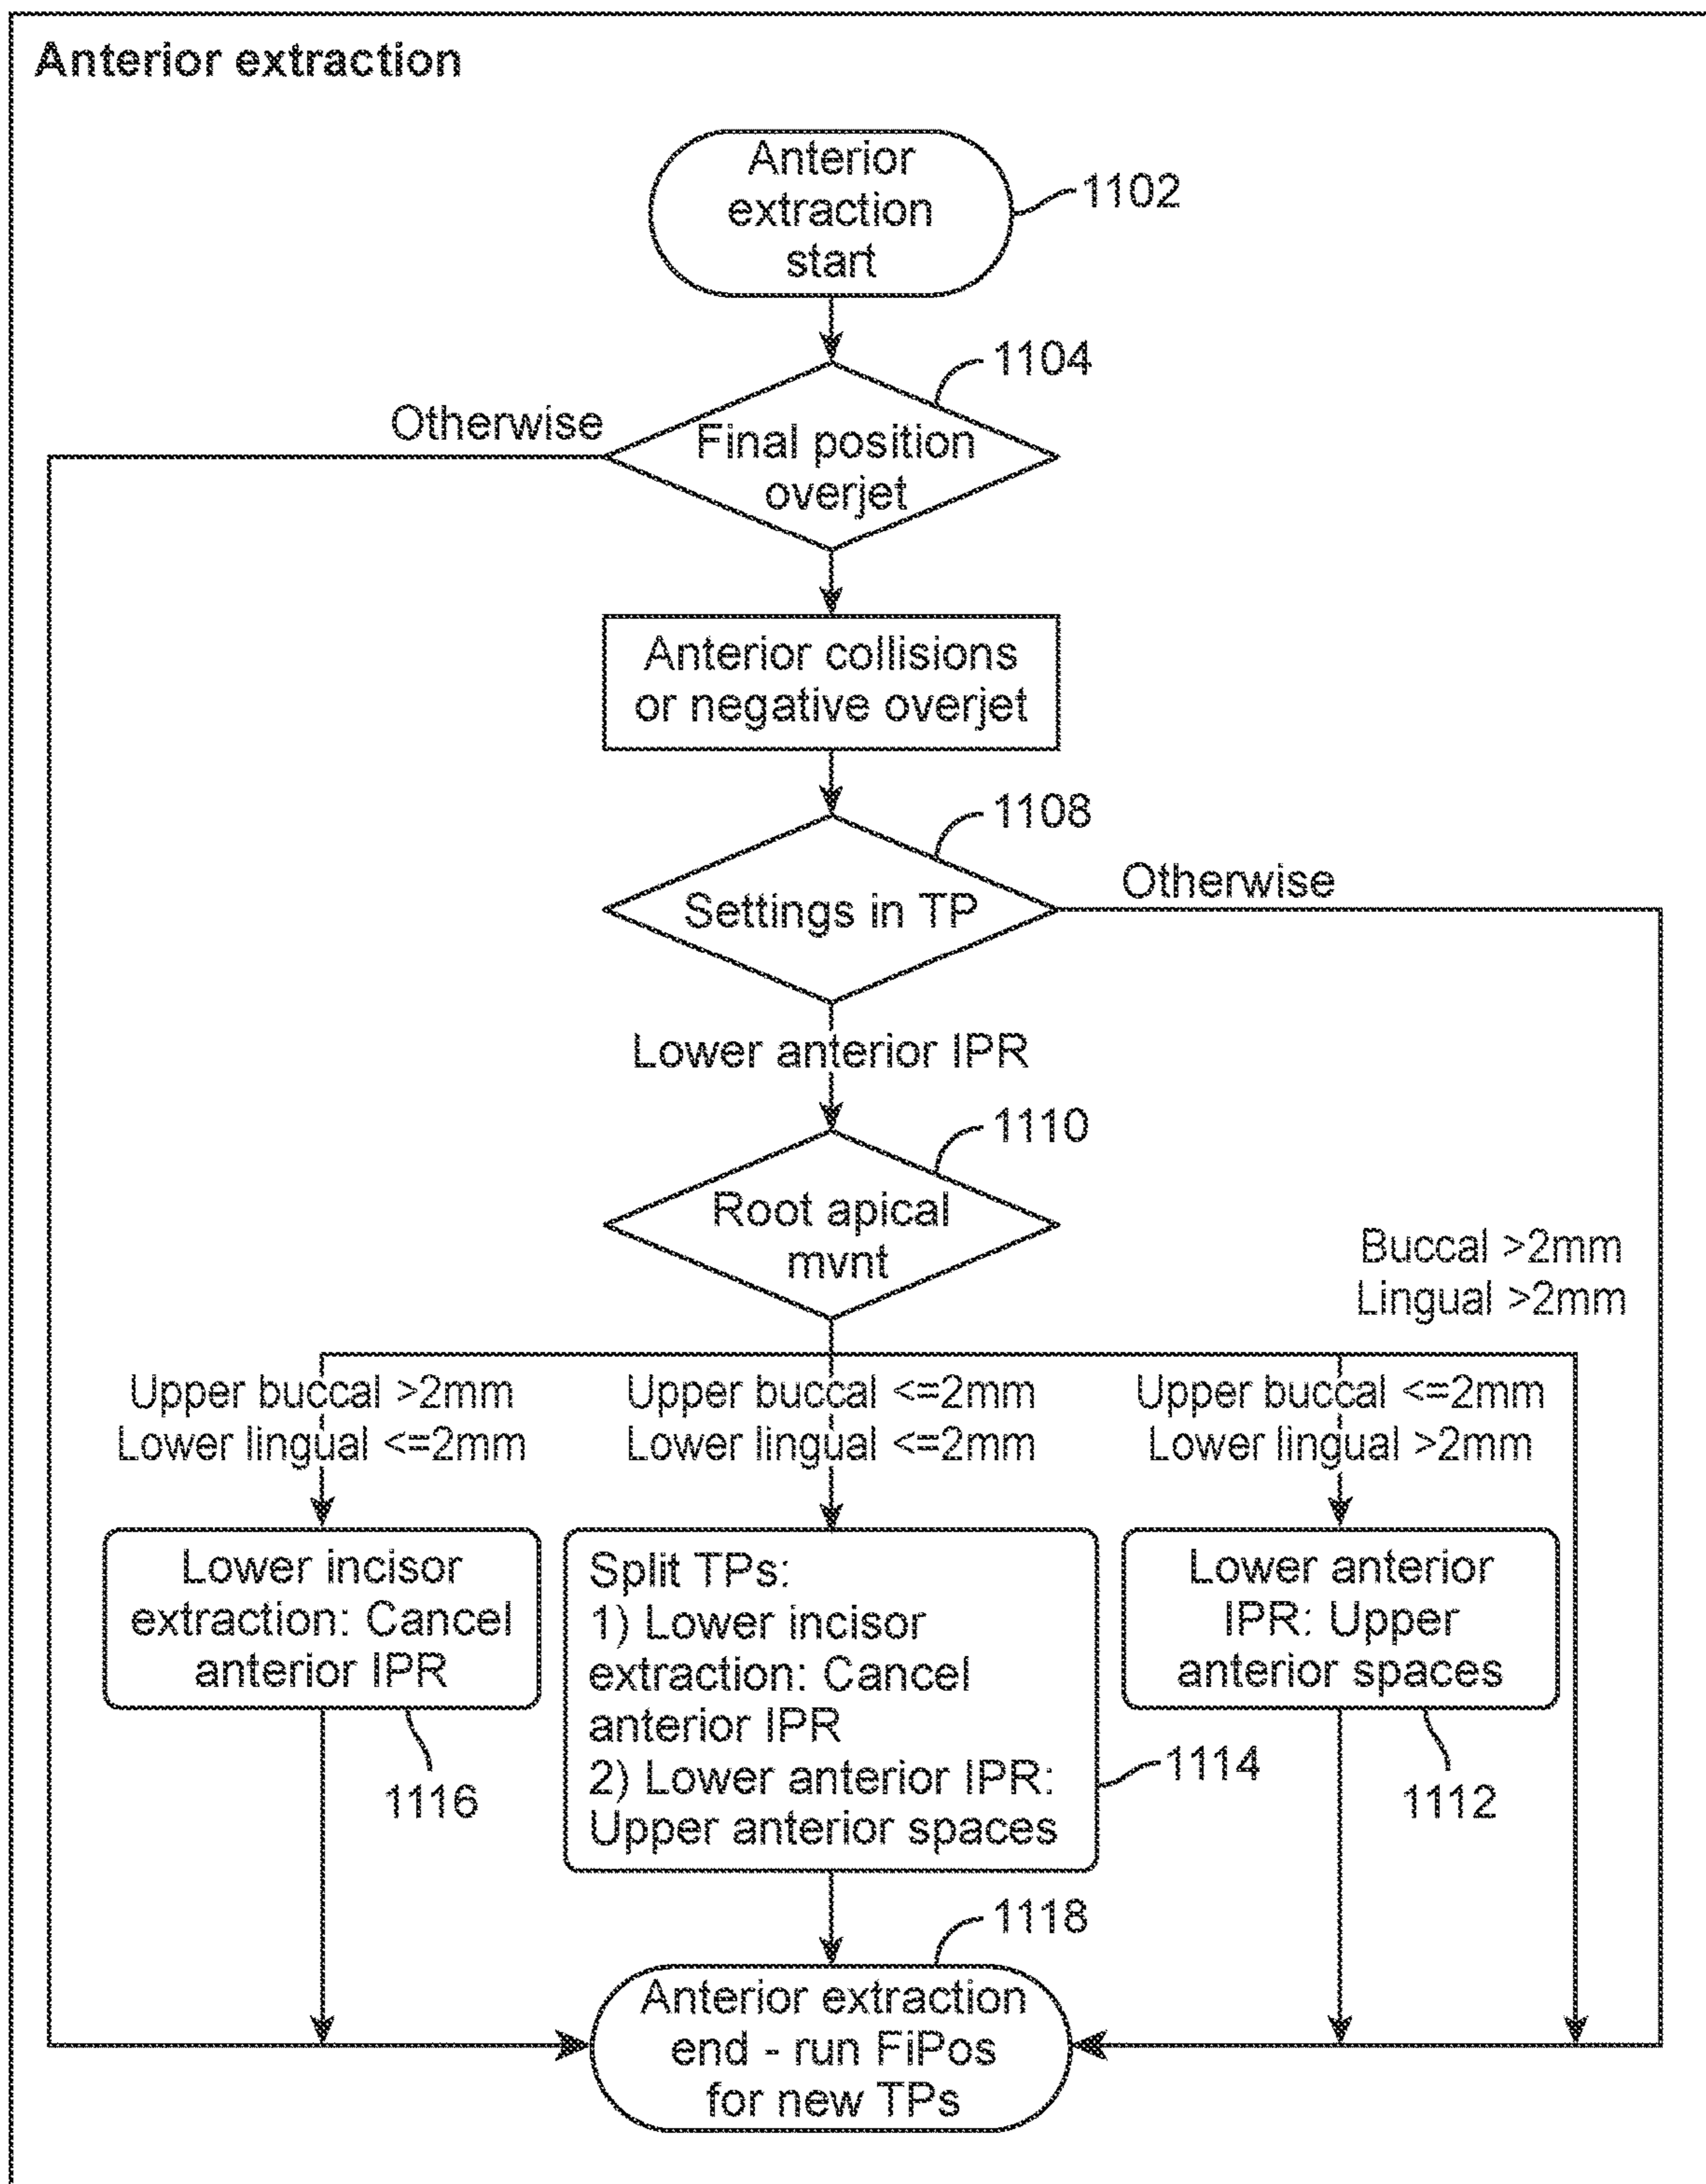 Anterior extraction
Anterior
extraction
start
1102
1104
Otherwise
Final position
overjet
Anterior collisions
or negative overjet
1108
Otherwise
Settings in TP
Lower anterior IPR
1110
Root apical
mvnt
Buccal >2mm
Lingual >2mm
Upper buccal >2mm
Lower lingual <=2mm
Upper buccal <=2mm
Lower lingual <=2mm
Upper buccal <=2mm
Lower lingual >2mm
Lower incisor
extraction: Cancel
anterior IPR
1116
Split TPs:
1) Lower incisor
extraction: Cancel
anterior IPR
2) Lower anterior IPR:
Upper anterior spaces
1114
Lower anterior
IPR: Upper
anterior spaces
1112
1118
Anterior extraction
end - run FiPos
for new TPs